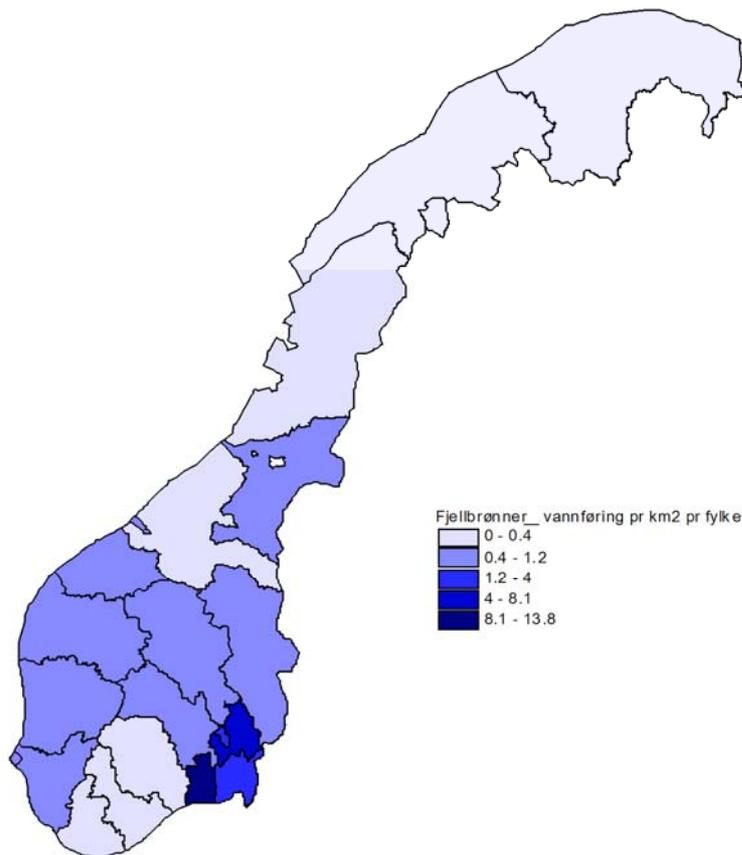 Fjellbrønner__ vannføring pr km2 pr fylke
0 - 0.4
0.4 - 1.2
1.2 - 4
4 - 8.1
8.1 - 13.8